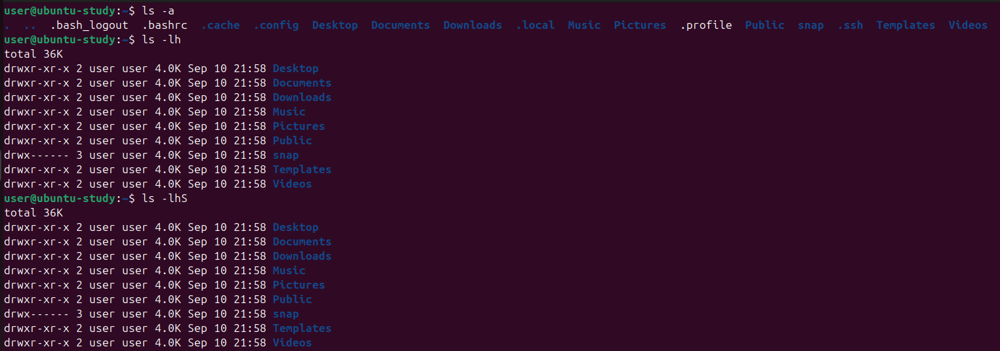 user@ubuntu-study:~$ ls -a
.  ..  .bash_logout  .bashrc  .cache  .config  Desktop  Documents  Downloads  .local  Music  Pictures  .profile  Public  snap  .ssh  Templates  Videos
user@ubuntu-study:~$ ls -lh
total 36K
drwxr-xr-x 2 user user 4.0K Sep 10 21:58 Desktop
drwxr-xr-x 2 user user 4.0K Sep 10 21:58 Documents
drwxr-xr-x 2 user user 4.0K Sep 10 21:58 Downloads
drwxr-xr-x 2 user user 4.0K Sep 10 21:58 Music
drwxr-xr-x 2 user user 4.0K Sep 10 21:58 Pictures
drwxr-xr-x 2 user user 4.0K Sep 10 21:58 Public
drwx------ 3 user user 4.0K Sep 10 21:58 snap
drwxr-xr-x 2 user user 4.0K Sep 10 21:58 Templates
drwxr-xr-x 2 user user 4.0K Sep 10 21:58 Videos
user@ubuntu-study:~$ ls -lhS
total 36K
drwxr-xr-x 2 user user 4.0K Sep 10 21:58 Desktop
drwxr-xr-x 2 user user 4.0K Sep 10 21:58 Documents
drwxr-xr-x 2 user user 4.0K Sep 10 21:58 Downloads
drwxr-xr-x 2 user user 4.0K Sep 10 21:58 Music
drwxr-xr-x 2 user user 4.0K Sep 10 21:58 Pictures
drwxr-xr-x 2 user user 4.0K Sep 10 21:58 Public
drwx------ 3 user user 4.0K Sep 10 21:58 snap
drwxr-xr-x 2 user user 4.0K Sep 10 21:58 Templates
drwxr-xr-x 2 user user 4.0K Sep 10 21:58 Videos